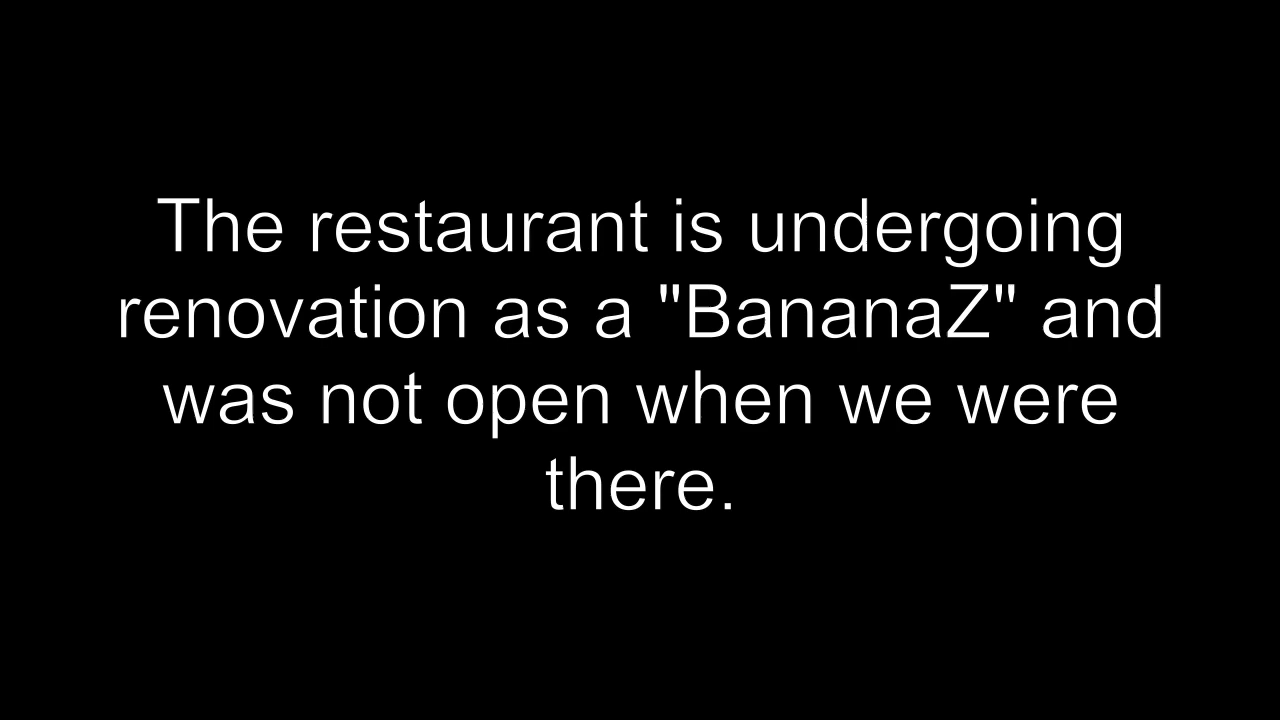 The restaurant is undergoing
renovation as a "BananaZ" and
was not open when we were
there.